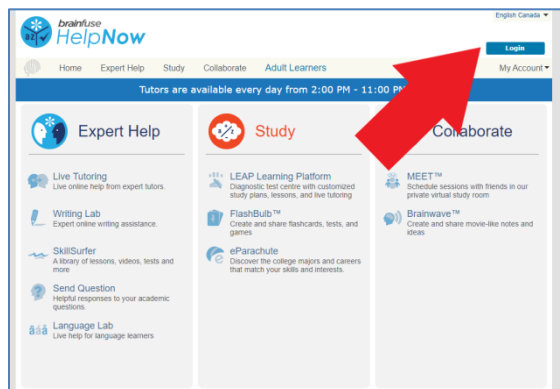 English Canada
brainfuse
HelpNow
Login
Home Expert Help Study Collaborate Adult Learners My Account
Tutors are available every day from 2:00 PM - 11:00 PM
Expert Help
Live Tutoring
Live online help from expert tutors.
Writing Lab
Expert online writing assistance.
SkillSurfer
A library of lessons, videos, tests and
more
Send Question
Helpful responses to your academic
questions.
Language Lab
Live help for language learners
Study
LEAP Learning Platform
Diagnostic test centre with customized
study plans, lessons, and live tutoring
FlashBulb™
Create and share flashcards, tests, and
games
eParachute
Discover the college majors and careers
that match your skills and interests.
Collaborate
MEET™
Schedule sessions with friends in our
private virtual study room
Brainwave™
Create and share movie-like notes and
ideas